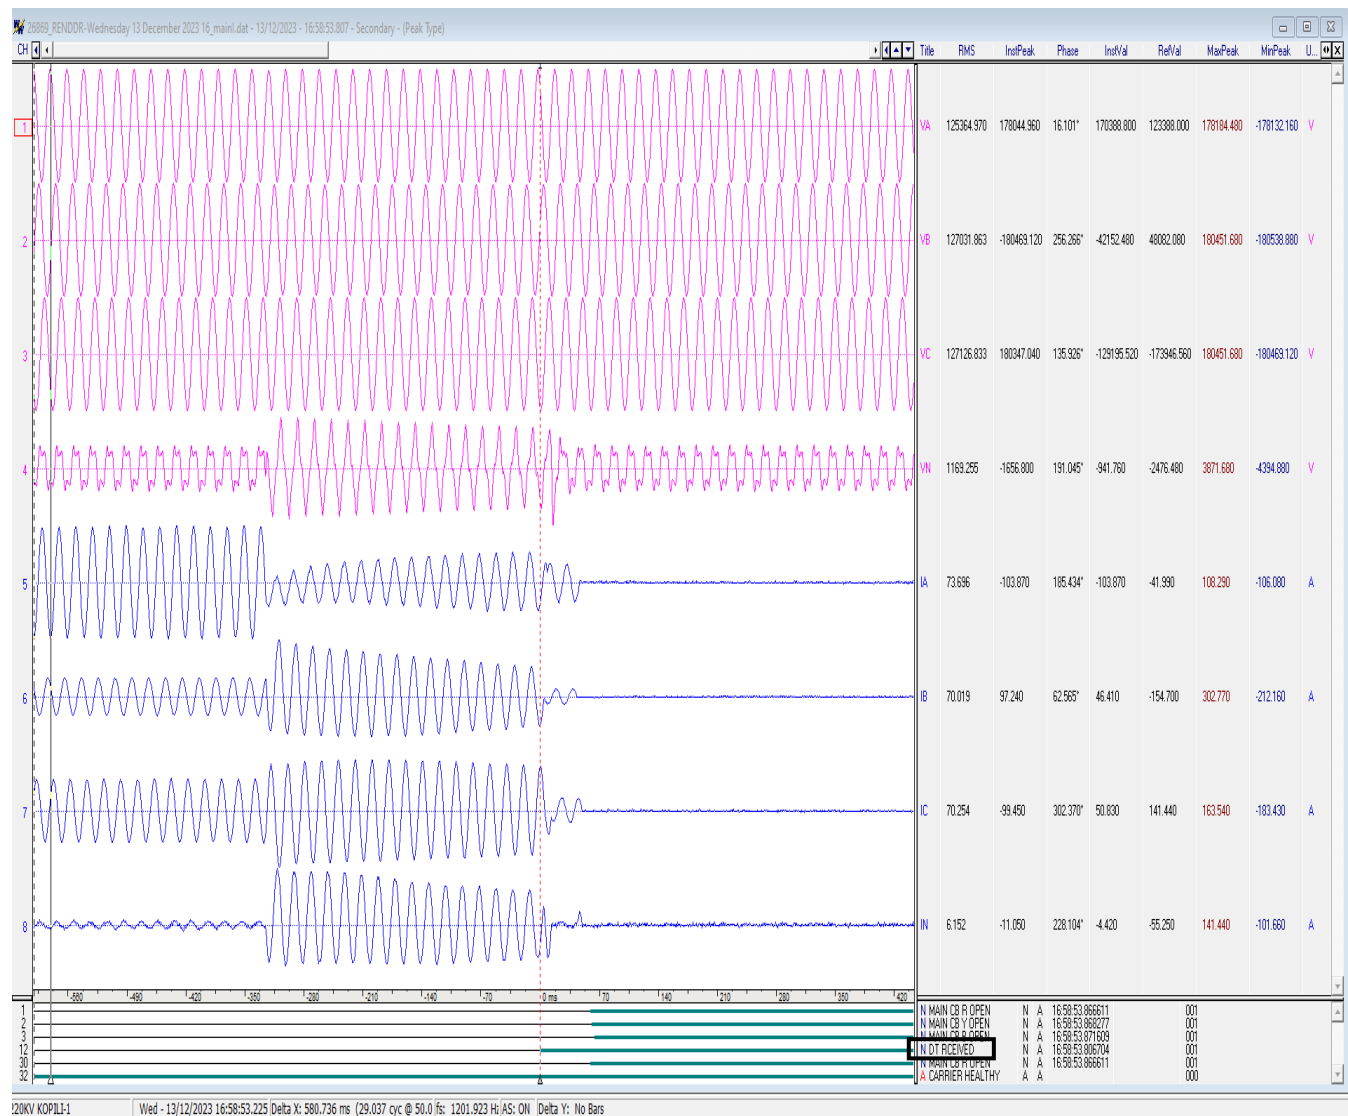 26869_RENDDR-Wednesday 13 December 2023 16_mainI.dat - 13/12/2023 - 16:58:53.807 - Secondary - (Peak Type)
CH Title RMS InstPeak Phase InstVal RefVal MaxPeak MinPeak U...
1 VA 125364.970 178044.960 16.101° 170388.800 123388.000 178184.480 -178132.160 V
2 VB 127031.863 -180469.120 256.266° -42152.480 48082.080 180451.680 -180538.880 V
3 VC 127126.833 180347.040 135.926° -129195.520 -173946.560 180451.680 -180469.120 V
4 VN 1169.255 -1656.800 191.045° -941.760 -2476.480 3871.680 -4394.880 V
5 IA 73.696 -103.870 185.434° -103.870 -41.990 108.290 -106.080 A
6 IB 70.019 97.240 62.565° 46.410 -154.700 302.770 -212.160 A
7 IC 70.254 -99.450 302.370° 50.830 141.440 163.540 -183.430 A
8 IN 6.152 -11.050 228.104° -4.420 -55.250 141.440 -101.660 A
-560 -490 -420 -350 -280 -210 -140 -70 0 ms 70 140 210 280 350 420
1 N MAIN CB R OPEN N A 16:58:53.866611 001
2 N MAIN CB Y OPEN N A 16:58:53.868277 001
3 N MAIN CB B OPEN N A 16:58:53.871609 001
12 N DT RCEIVED N A 16:58:53.806704 001
30 N MAIN CB R OPEN N A 16:58:53.866611 001
32 A CARRIER HEALTHY A A 000
220KV KOPILI-1 Wed - 13/12/2023 16:58:53.225 Delta X: 580.736 ms (29.037 cyc @ 50.0 fs: 1201.923 Hz AS: ON Delta Y: No Bars